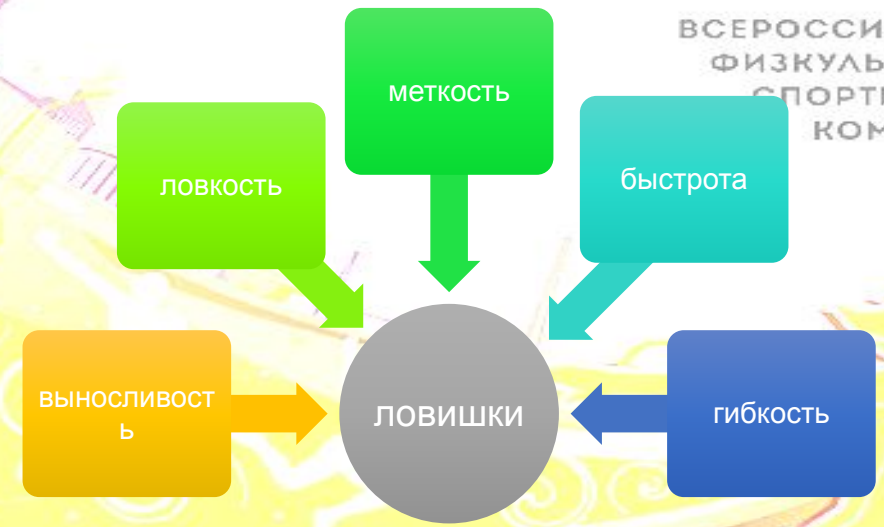 ВСЕРОССИ
ФИЗКУЛЬ
СПОРТ
КОМ
меткость
ловкость
быстрота
выносливост
ь
ловишки
гибкость